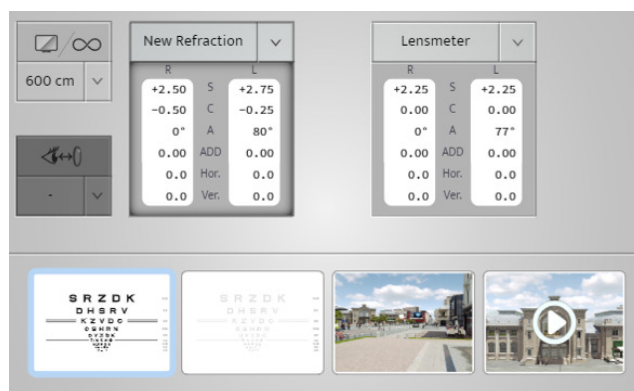 New Refraction
Lensmeter
600 cm
R L
+2.50 S +2.75
-0.50 C -0.25
0° A 80°
0.00 ADD 0.00
0.0 Hor. 0.0
0.0 Ver. 0.0
-
R L
+2.25 S +2.25
0.00 C 0.00
0° A 77°
0.00 ADD 0.00
0.0 Hor. 0.0
0.0 Ver. 0.0
S R Z D K
D H S R V
K Z V D C
S R Z D K
D H S R V
K Z V D C